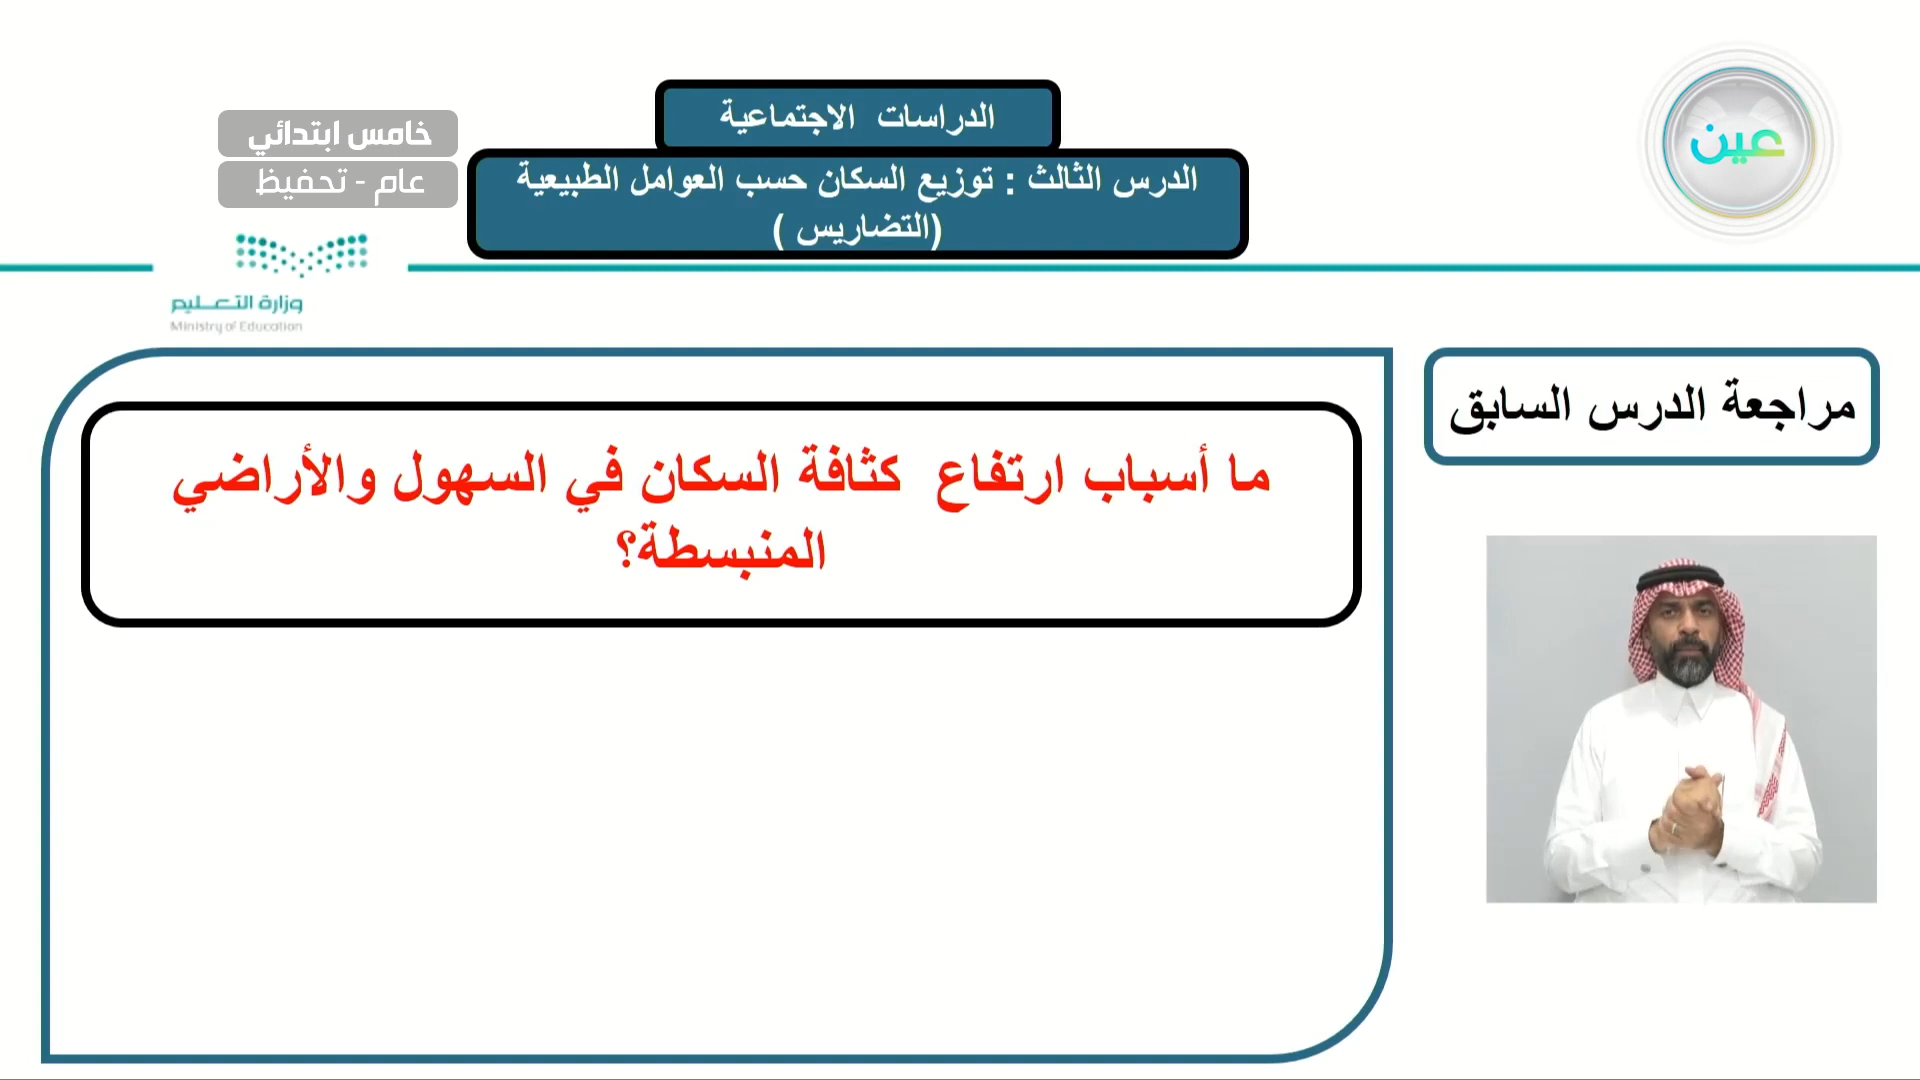 الدراسات الاجتماعية
الدرس الثالث : توزيع السكان حسب العوامل الطبيعية
(التضاريس )
عين
خامس ابتدائي
عام - تحفيظ
وزارة التعليم
Ministry of Education
مراجعة الدرس السابق
ما أسباب ارتفاع كثافة السكان في السهول والأراضي
المنبسطة؟